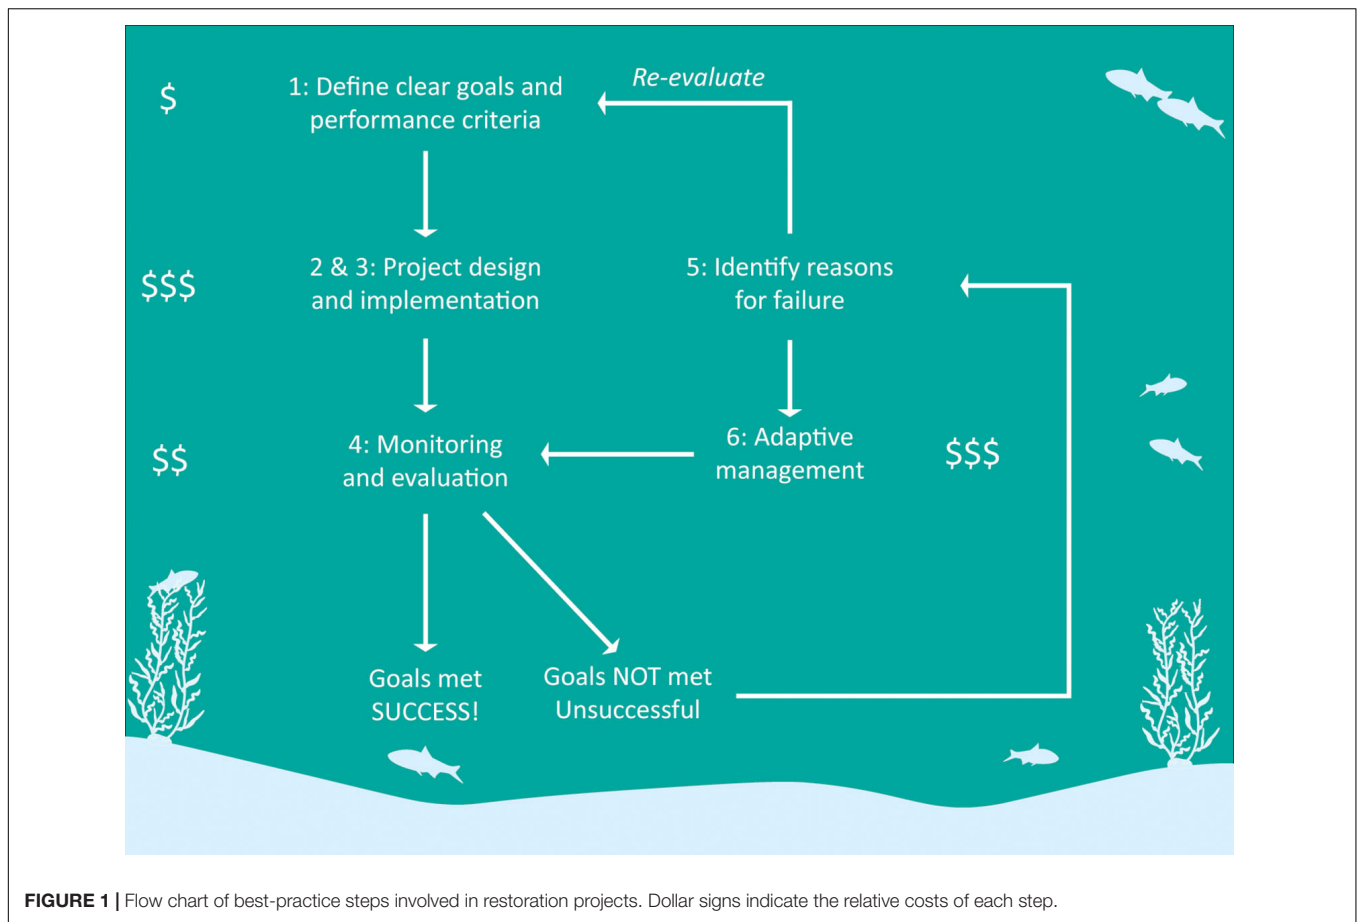 $
1: Define clear goals and
performance criteria
Re-evaluate
$$$
2 & 3: Project design
and implementation
5: Identify reasons
for failure
$$
4: Monitoring
and evaluation
6: Adaptive
management
$$$
Goals met
SUCCESS!
Goals NOT met
Unsuccessful
FIGURE 1 | Flow chart of best-practice steps involved in restoration projects. Dollar signs indicate the relative costs of each step.